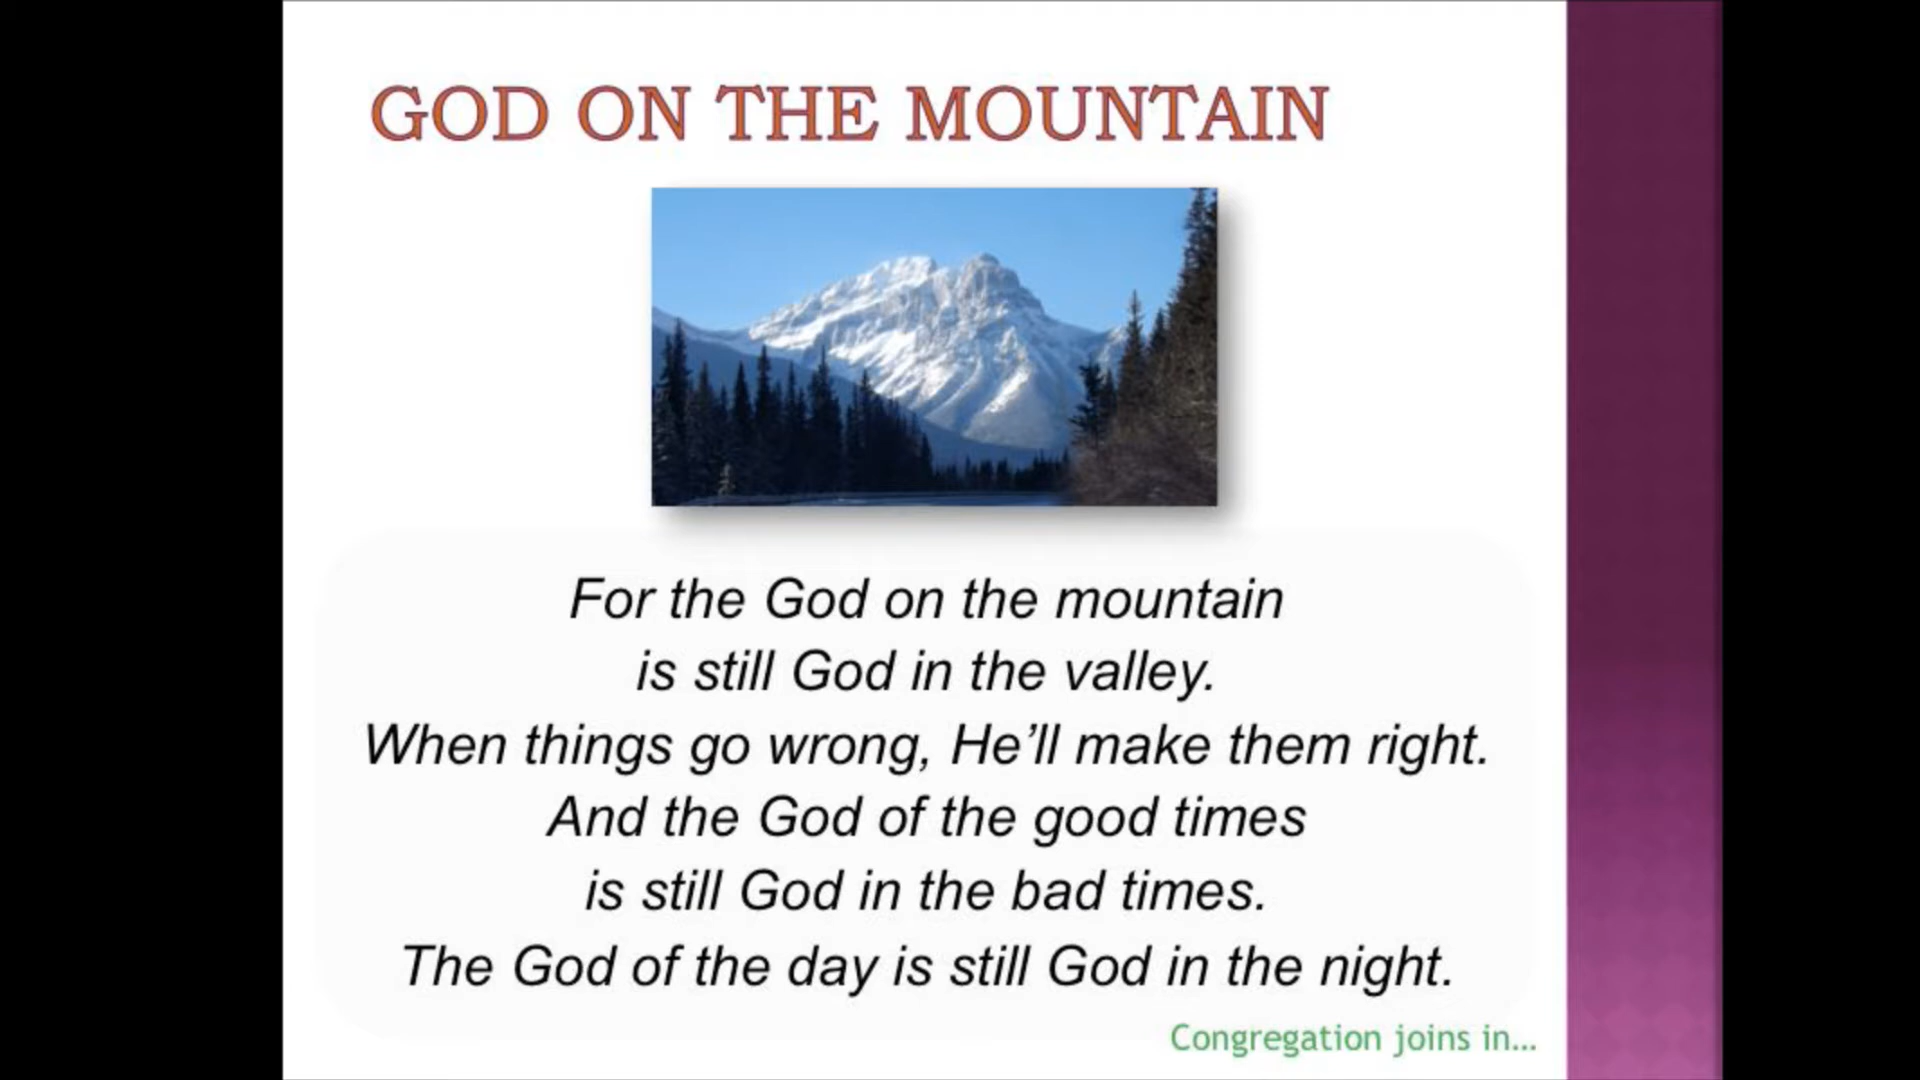 GOD ON THE MOUNTAIN
For the God on the mountain
is still God in the valley.
When things go wrong, He’ll make them right.
And the God of the good times
is still God in the bad times.
The God of the day is still God in the night.
Congregation joins in...